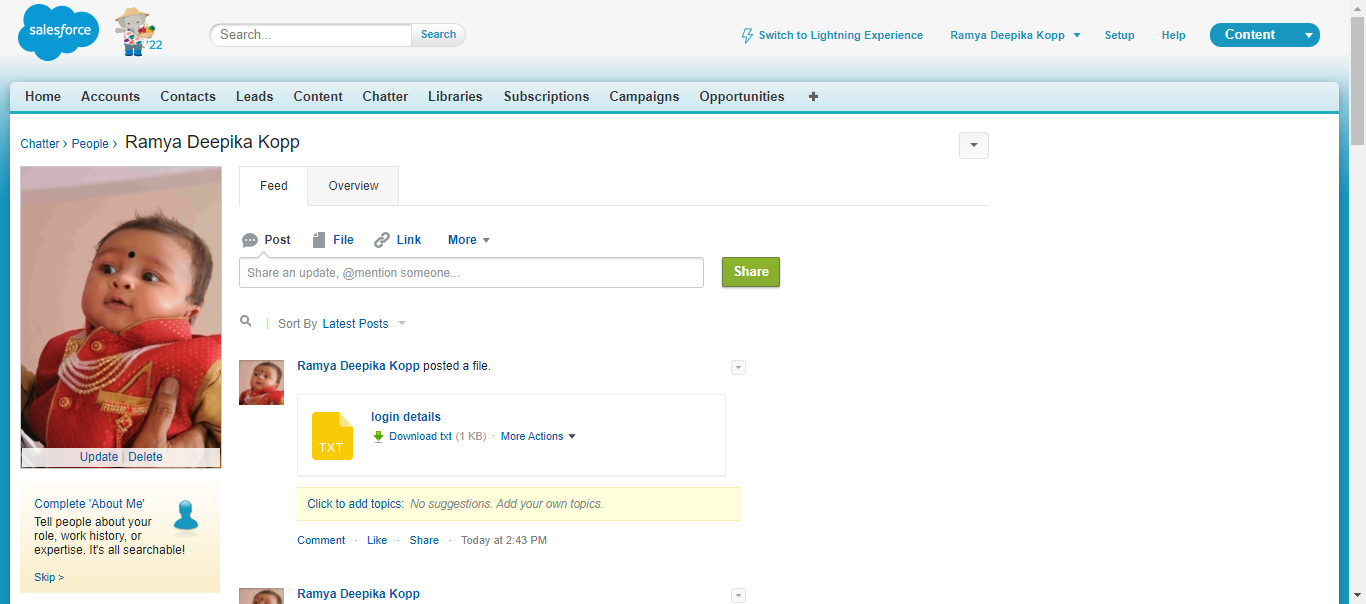 salesforce
'22
Search...
Search
Switch to Lightning Experience
Ramya Deepika Kopp
Setup
Help
Content
Home
Accounts
Contacts
Leads
Content
Chatter
Libraries
Subscriptions
Campaigns
Opportunities
+
Chatter › People › Ramya Deepika Kopp
Feed
Overview
Post
File
Link
More
Share an update, @mention someone...
Share
Sort By Latest Posts
Update | Delete
Complete 'About Me'
Tell people about your
role, work history, or
expertise. It's all searchable!
Skip >
Ramya Deepika Kopp posted a file.
TXT
login details
Download txt (1 KB) · More Actions
Click to add topics: No suggestions. Add your own topics.
Comment · Like · Share · Today at 2:43 PM
Ramya Deepika Kopp